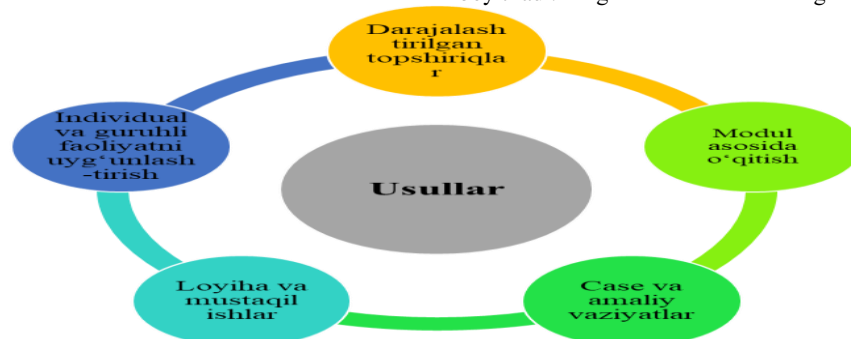 Darajalash
tirilgan
topshiriqla
r
Individual
va guruhli
faoliyatni
uyg‘unlash
-tirish
Modul
asosida
o‘qitish
Usullar
Loyiha va
mustaqil
ishlar
Case va
amaliy
vaziyatlar